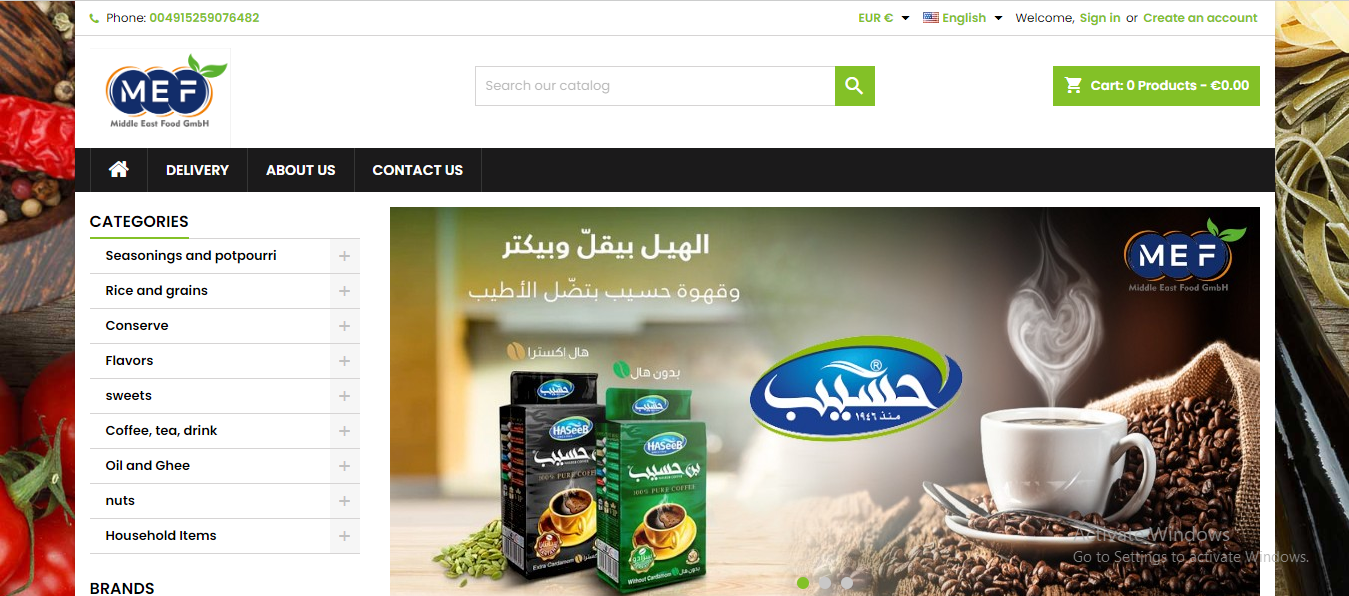 Phone: 004915259076482
EUR €
English
Welcome, Sign in or Create an account
MEF
Middle East Food GmbH
Search our catalog
Cart: 0 Products - €0.00
DELIVERY
ABOUT US
CONTACT US
CATEGORIES
Seasonings and potpourri
Rice and grains
Conserve
Flavors
sweets
Coffee, tea, drink
Oil and Ghee
nuts
Household Items
BRANDS
الهيل بيقلّ وبيكتر
وقهوة حسيب بتضّل الأطيب
MEF
Middle East Food GmbH
هال إكسترا
بدون هال
حسيب
®
منذ ١٩٤٦
حسيب
HASeeB
بن حسيب
100% PURE COFFEE
Extra Cardamom
هال إكسترا
حسيب
HASeeB
بن حسيب
100% PURE COFFEE
Without Cardamom
بدون هال
Activate Windows
Go to Settings to activate Windows.